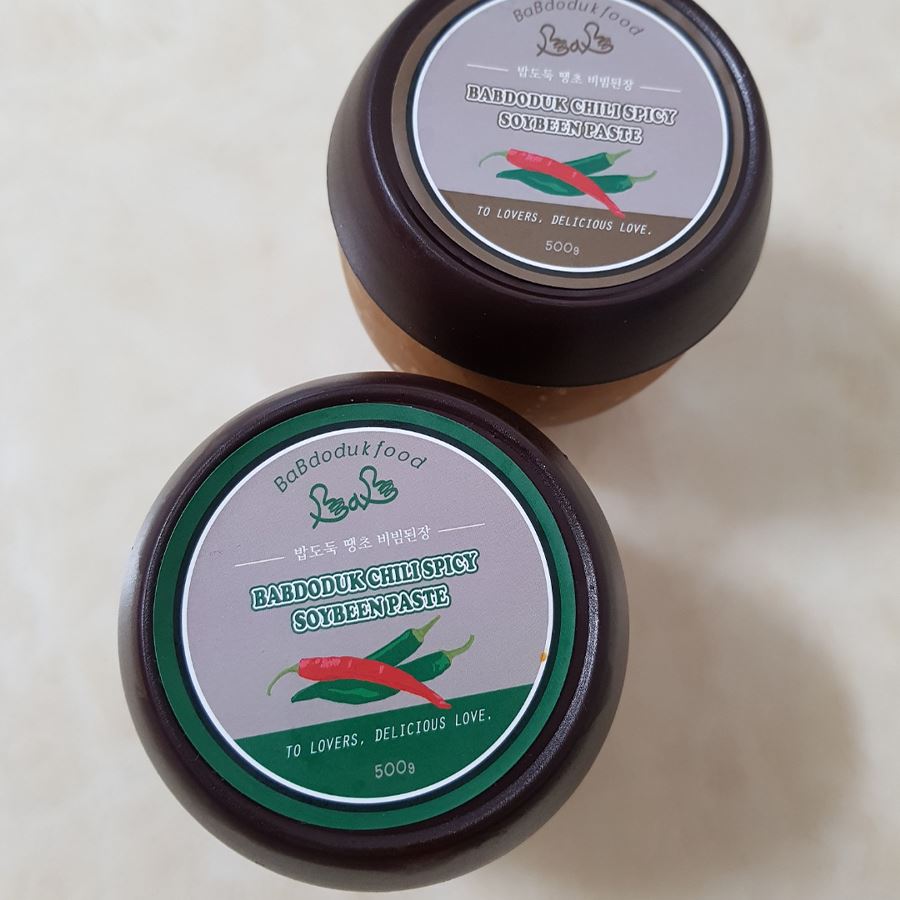 BaBdodukfood
BaB
밥도둑 땡초 비빔된장
BABDODUK CHILI SPICY
SOYBEEN PASTE
TO LOVERS, DELICIOUS LOVE.
500g
BaBdodukfood
BaB
밥도둑 땡초 비빔된장
BABDODUK CHILI SPICY
SOYBEEN PASTE
TO LOVERS, DELICIOUS LOVE.
500g